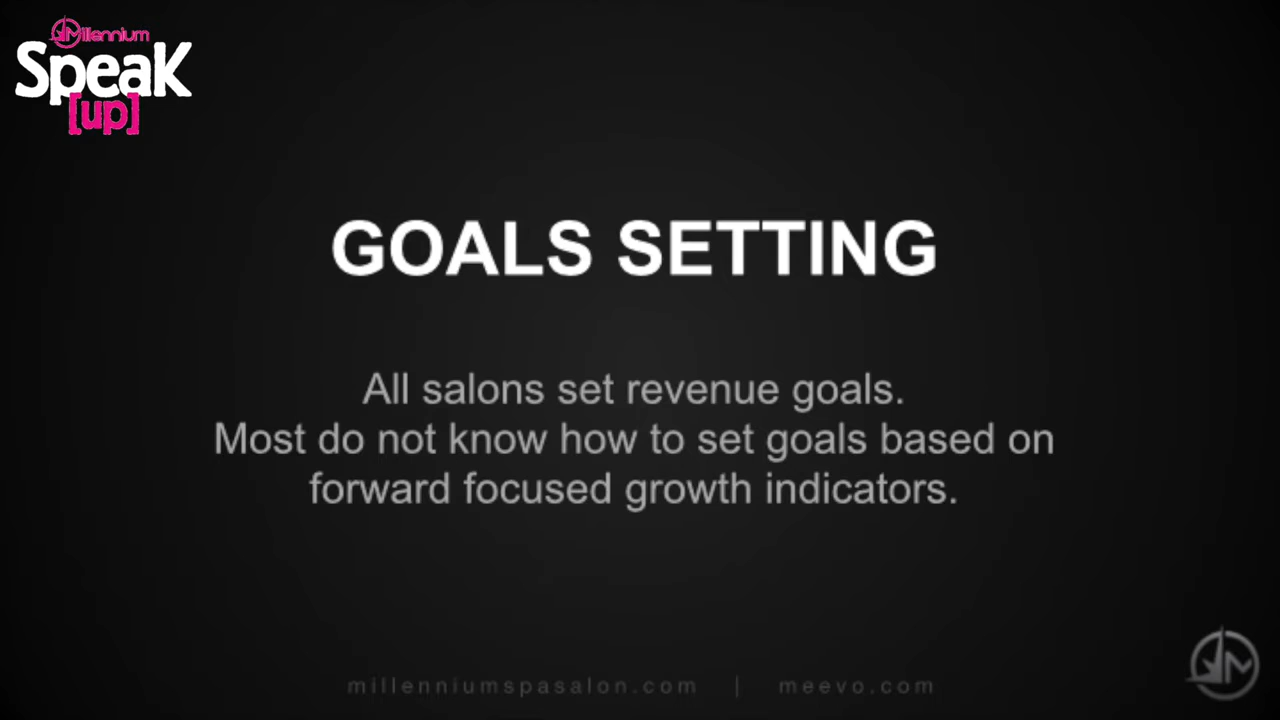 Millennium
Speak
[up]
GOALS SETTING
All salons set revenue goals.
Most do not know how to set goals based on
forward focused growth indicators.
millenniumspasalon.com | meevo.com